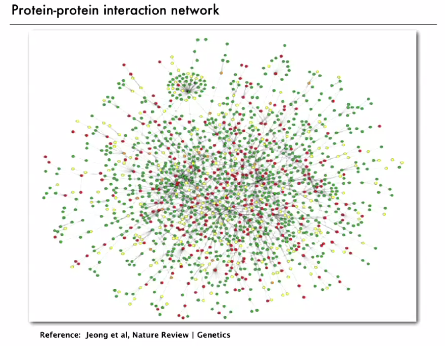 Protein-protein interaction network
Reference: Jeong et al, Nature Review | Genetics